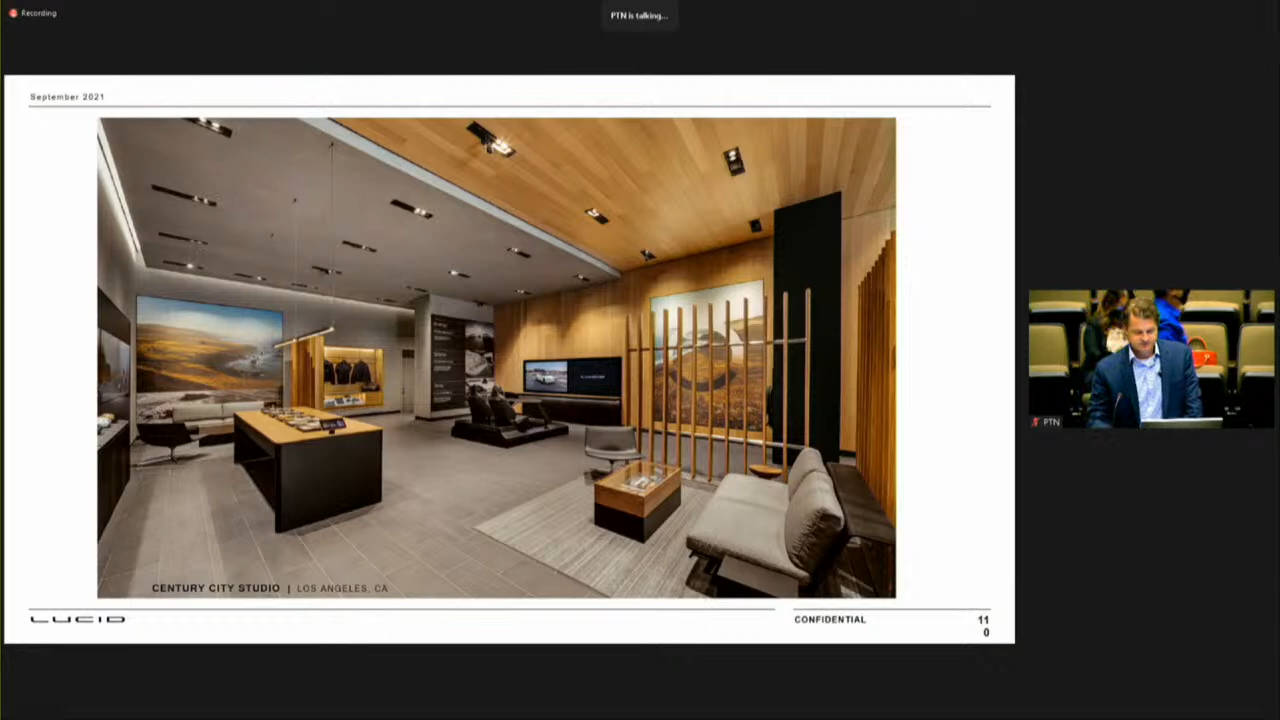 Recording
PTN is talking...
September 2021
CENTURY CITY STUDIO | LOS ANGELES, CA
LUCID
CONFIDENTIAL
11
0
PTN